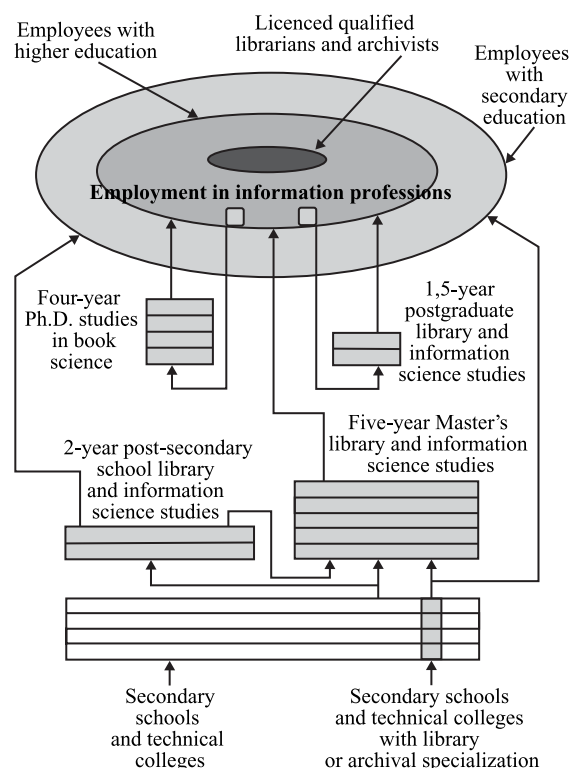 Employees with
higher education
Licenced qualified
librarians and archivists
Employees
with
secondary
education
Employment in information professions
Four-year
Ph.D. studies
in book
science
1,5-year
postgraduate
library and
information
science studies
2-year post-secondary
school library
and information
science studies
Five-year Master's
library and information
science studies
Secondary
schools
and technical
colleges
Secondary schools
and technical colleges
with library
or archival specialization